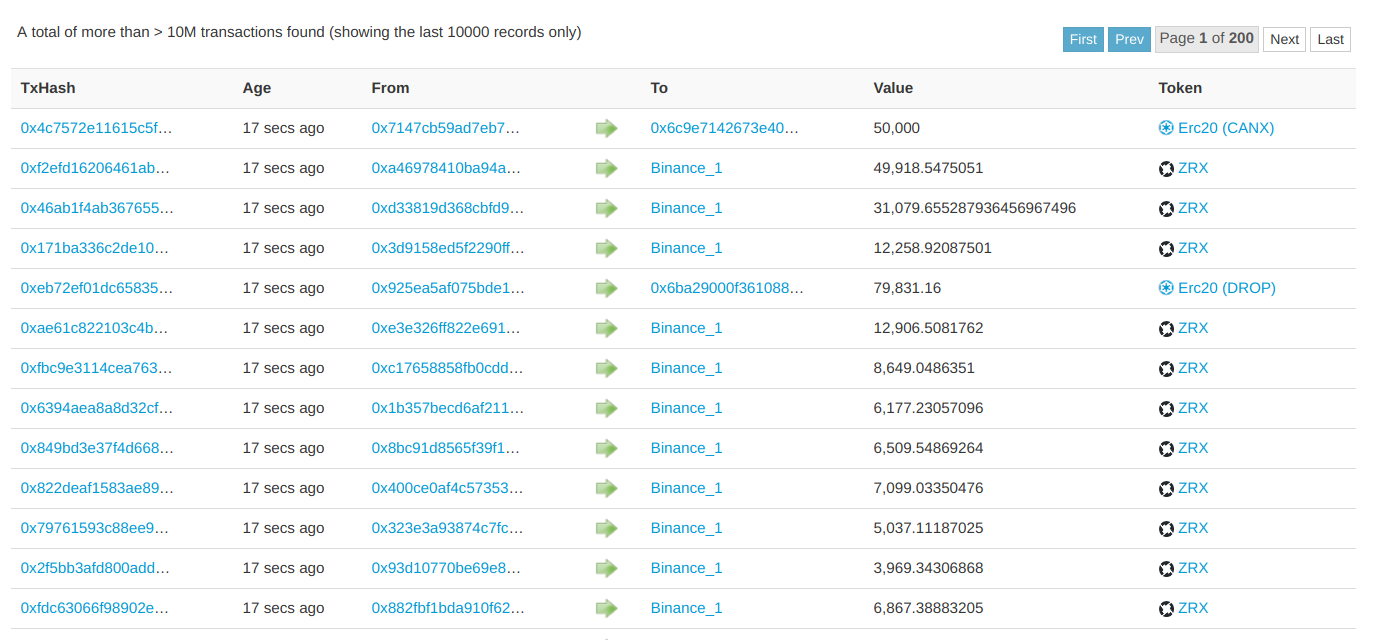 A total of more than > 10M transactions found (showing the last 10000 records only)
First Prev Page 1 of 200 Next Last
TxHash Age From To Value Token
0x4c7572e11615c5f... 17 secs ago 0x7147cb59ad7eb7... 0x6c9e7142673e40... 50,000 Erc20 (CANX)
0xf2efd16206461ab... 17 secs ago 0xa46978410ba94a... Binance_1 49,918.5475051 ZRX
0x46ab1f4ab367655... 17 secs ago 0xd33819d368cbfd9... Binance_1 31,079.655287936456967496 ZRX
0x171ba336c2de10... 17 secs ago 0x3d9158ed5f2290ff... Binance_1 12,258.92087501 ZRX
0xeb72ef01dc65835... 17 secs ago 0x925ea5af075bde1... 0x6ba29000f361088... 79,831.16 Erc20 (DROP)
0xae61c822103c4b... 17 secs ago 0xe3e326ff822e691... Binance_1 12,906.5081762 ZRX
0xfbc9e3114cea763... 17 secs ago 0xc17658858fb0cdd... Binance_1 8,649.0486351 ZRX
0x6394aea8a8d32cf... 17 secs ago 0x1b357becd6af211... Binance_1 6,177.23057096 ZRX
0x849bd3e37f4d668... 17 secs ago 0x8bc91d8565f39f1... Binance_1 6,509.54869264 ZRX
0x822deaf1583ae89... 17 secs ago 0x400ce0af4c57353... Binance_1 7,099.03350476 ZRX
0x79761593c88ee9... 17 secs ago 0x323e3a93874c7fc... Binance_1 5,037.11187025 ZRX
0x2f5bb3afd800add... 17 secs ago 0x93d10770be69e8... Binance_1 3,969.34306868 ZRX
0xfdc63066f98902e... 17 secs ago 0x882fbf1bda910f62... Binance_1 6,867.38883205 ZRX